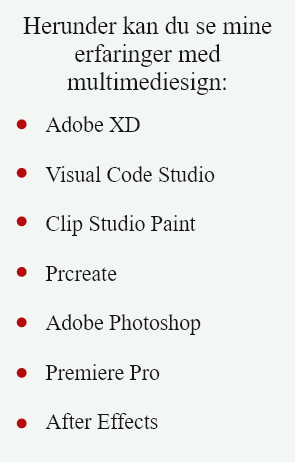 Herunder kan du se mine
erfaringer med
multimediesign:
Adobe XD
Visual Code Studio
Clip Studio Paint
Prcreate
Adobe Photoshop
Premiere Pro
After Effects